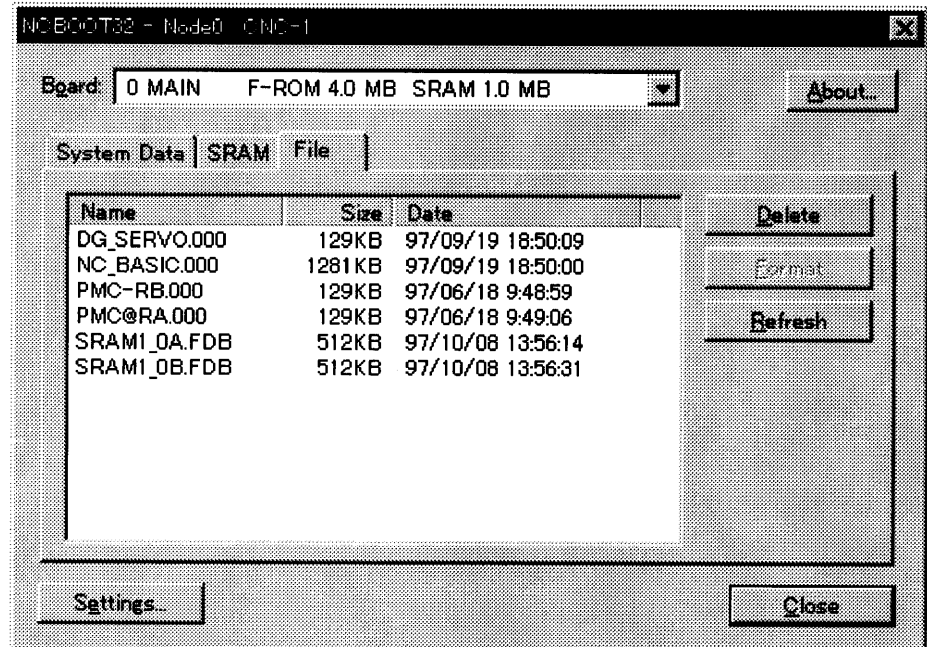 NCBOOT32 - Node0 CNC-1
Board: 0 MAIN F-ROM 4.0 MB SRAM 1.0 MB About...
System Data SRAM File
Name Size Date
DG_SERVO.000 129KB 97/09/19 18:50:09
NC_BASIC.000 1281KB 97/09/19 18:50:00
PMC-RB.000 129KB 97/06/18 9:48:59
PMC@RA.000 129KB 97/06/18 9:49:06
SRAM1_0A.FDB 512KB 97/10/08 13:56:14
SRAM1_0B.FDB 512KB 97/10/08 13:56:31
Delete
Format
Refresh
Settings... Close